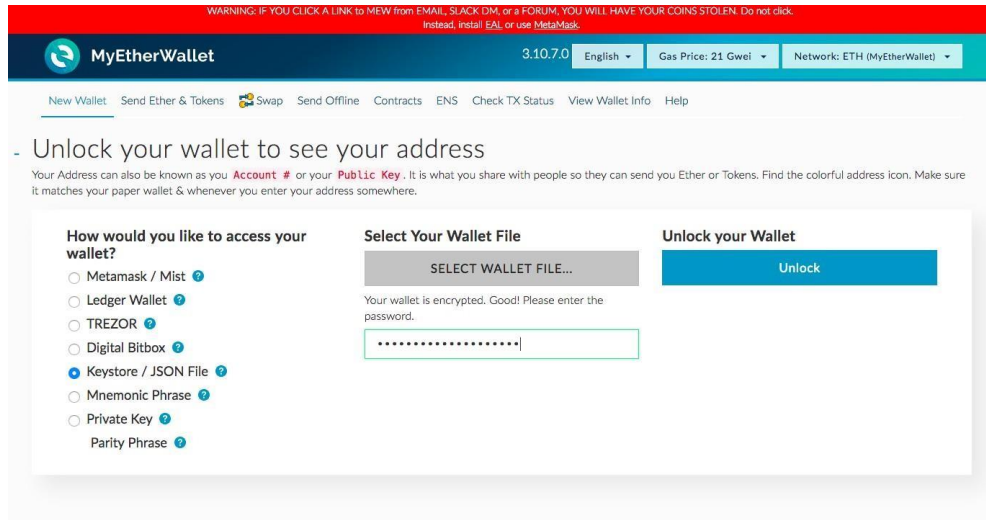 WARNING: IF YOU CLICK A LINK to MEW from EMAIL, SLACK DM, or a FORUM, YOU WILL HAVE YOUR COINS STOLEN. Do not click.
Instead, install EAL or use MetaMask.
MyEtherWallet
3.10.7.0
English
Gas Price: 21 Gwei
Network: ETH (MyEtherWallet)
New Wallet
Send Ether & Tokens
Swap
Send Offline
Contracts
ENS
Check TX Status
View Wallet Info
Help
- Unlock your wallet to see your address
Your Address can also be known as you Account # or your Public Key. It is what you share with people so they can send you Ether or Tokens. Find the colorful address icon. Make sure
it matches your paper wallet & whenever you enter your address somewhere.
How would you like to access your
wallet?
Metamask / Mist ?
Ledger Wallet ?
TREZOR ?
Digital Bitbox ?
Keystore / JSON File ?
Mnemonic Phrase ?
Private Key ?
Parity Phrase ?
Select Your Wallet File
SELECT WALLET FILE...
Your wallet is encrypted. Good! Please enter the
password.
••••••••••••••••••••
Unlock your Wallet
Unlock